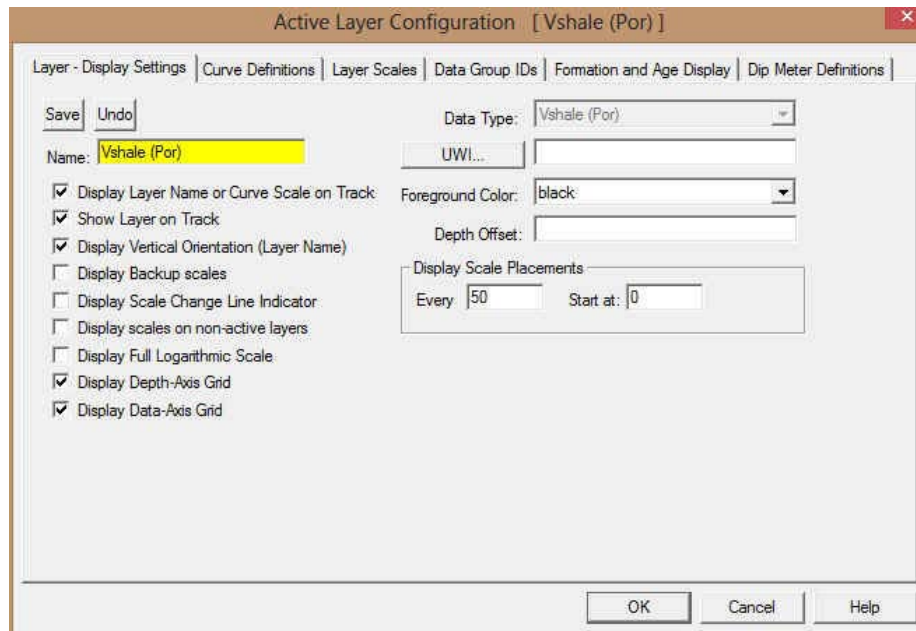 Active Layer Configuration [ Vshale (Por) ]
Layer - Display Settings Curve Definitions Layer Scales Data Group IDs Formation and Age Display Dip Meter Definitions
Save Undo
Name: Vshale (Por)
Display Layer Name or Curve Scale on Track
Show Layer on Track
Display Vertical Orientation (Layer Name)
Display Backup scales
Display Scale Change Line Indicator
Display scales on non-active layers
Display Full Logarithmic Scale
Display Depth-Axis Grid
Display Data-Axis Grid
Data Type: Vshale (Por)
UWI...
Foreground Color: black
Depth Offset:
Display Scale Placements
Every 50 Start at: 0
OK Cancel Help